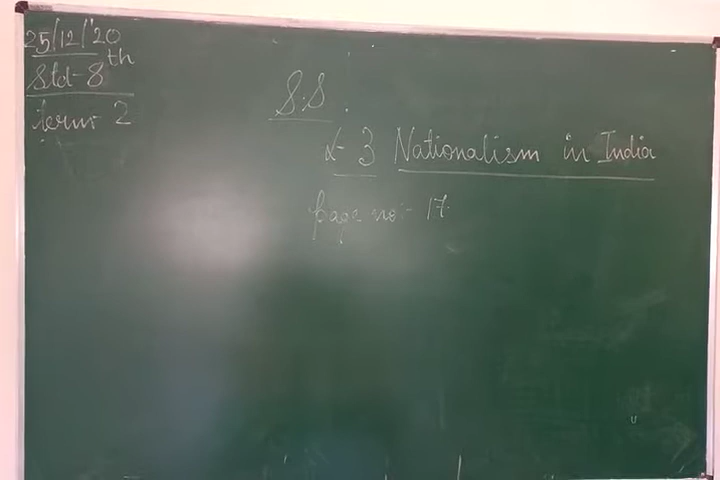 25/12/'20
Std-8th
term 2
S.S.
L-3 Nationalism in India
page no:- 17